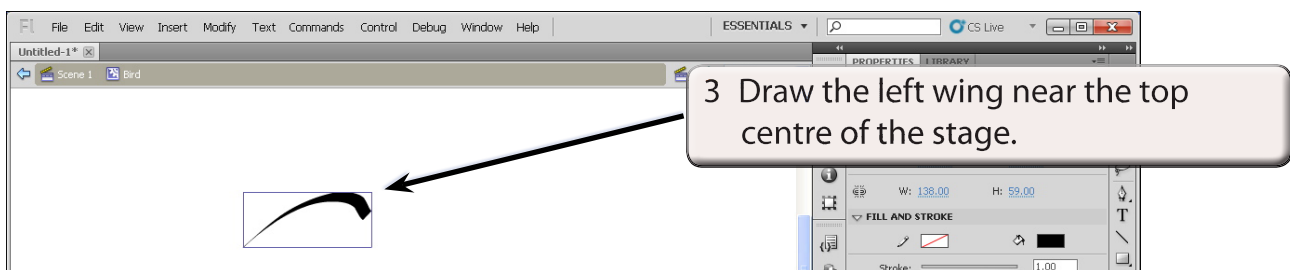 Fl File Edit View Insert Modify Text Commands Control Debug Window Help ESSENTIALS CS Live
Untitled-1*
Scene 1 Bird
PROPERTIES LIBRARY
3 Draw the left wing near the top
centre of the stage.
W: 138.00 H: 59.00
FILL AND STROKE
Stroke: 1.00